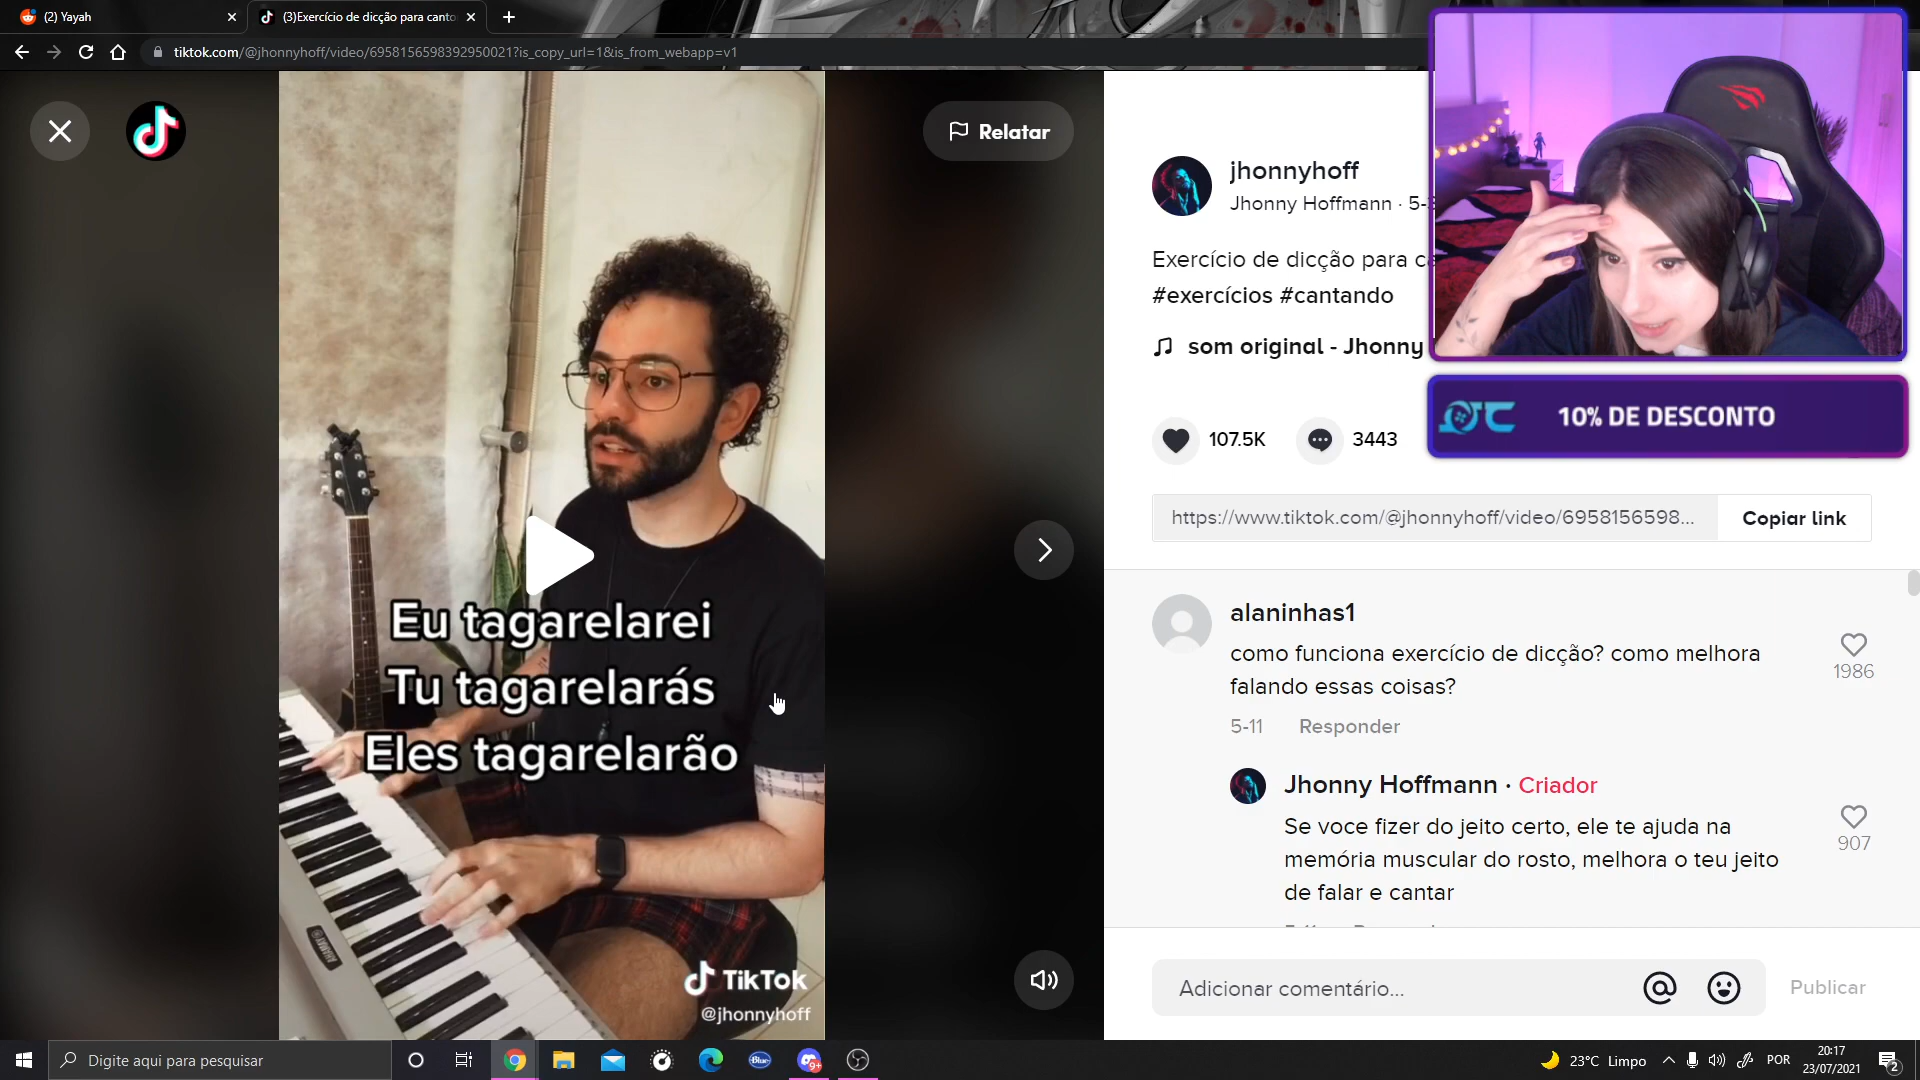 (2) Yayah
(3)Exercício de dicção para canto
tiktok.com/@jhonnyhoff/video/6958156598392950021?is_copy_url=1&is_from_webapp=v1
Relatar
Eu tagarelarei
Tu tagarelarás
Eles tagarelarão
TikTok
@jhonnyhoff
jhonnyhoff
Jhonny Hoffmann · 5-
Exercício de dicção para ca
#exercícios #cantando
som original - Jhonny
107.5K
3443
10% DE DESCONTO
https://www.tiktok.com/@jhonnyhoff/video/6958156598...
Copiar link
alaninhas1
como funciona exercício de dicção? como melhora
falando essas coisas?
1986
5-11 Responder
Jhonny Hoffmann · Criador
Se voce fizer do jeito certo, ele te ajuda na
memória muscular do rosto, melhora o teu jeito
de falar e cantar
907
Adicionar comentário...
Publicar
Digite aqui para pesquisar
Blue
9+
23°C Limpo
POR
20:17
23/07/2021
2